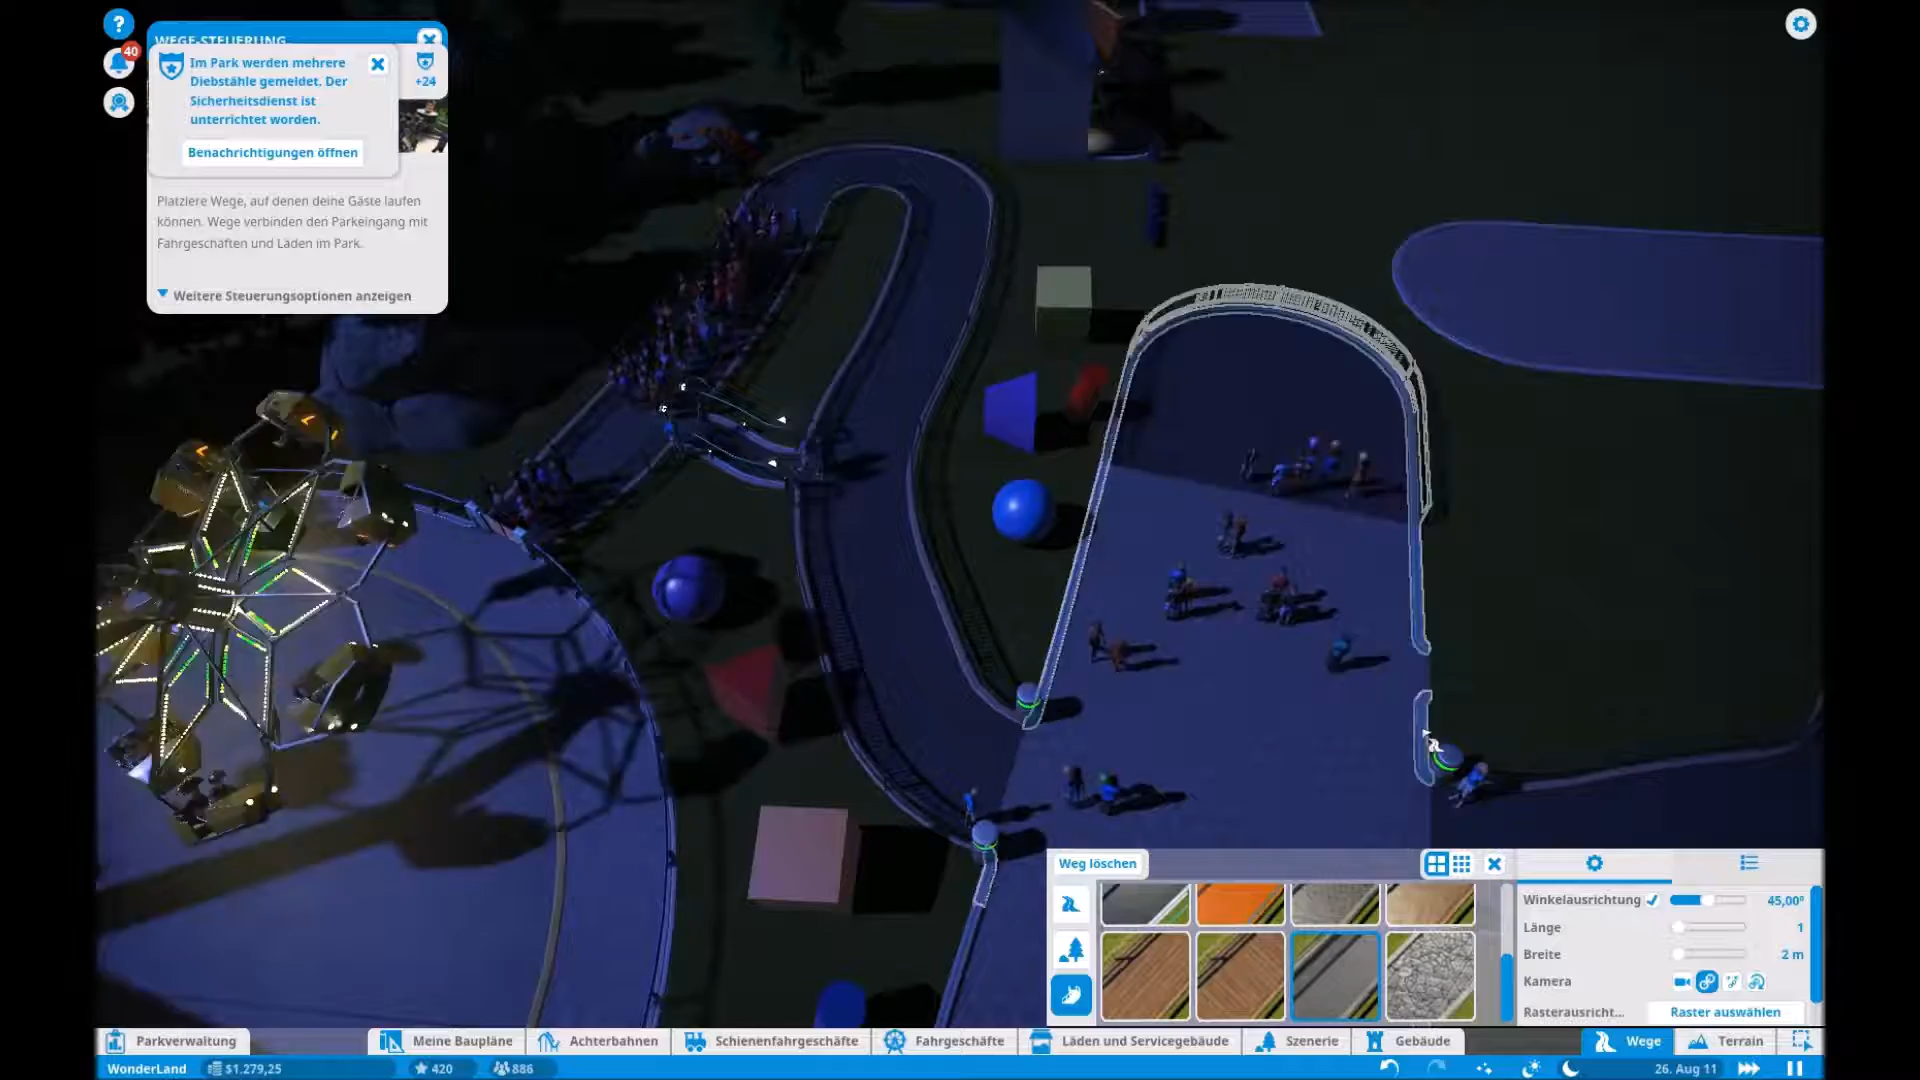 ?
WEGE-STEUERUNG
40
Im Park werden mehrere
Diebstähle gemeldet. Der
Sicherheitsdienst ist
unterrichtet worden.
+24
Benachrichtigungen öffnen
Platziere Wege, auf denen deine Gäste laufen
können. Wege verbinden den Parkeingang mit
Fahrgeschäften und Läden im Park.
Weitere Steuerungsoptionen anzeigen
Weg löschen
Winkelausrichtung 45,00°
Länge 1
Breite 2 m
Kamera
Rasterausricht... Raster auswählen
Parkverwaltung Meine Baupläne Achterbahnen Schienenfahrgeschäfte Fahrgeschäfte Läden und Servicegebäude Szenerie Gebäude Wege Terrain
WonderLand $1.279,25 420 886 26. Aug 11